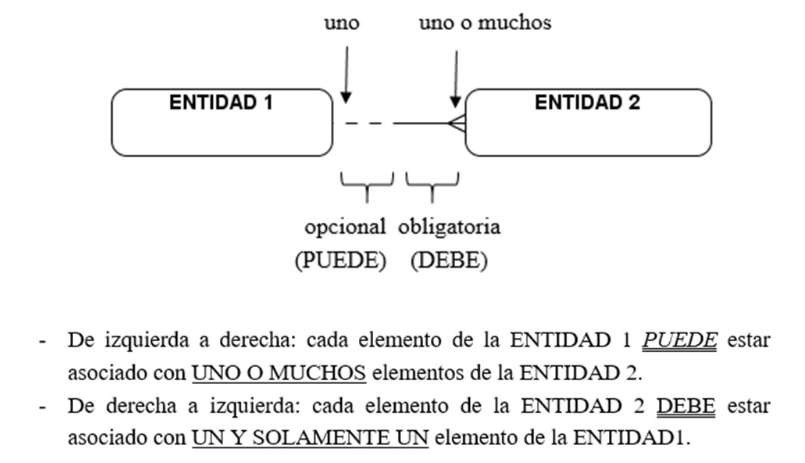 uno uno o muchos
ENTIDAD 1 ENTIDAD 2
opcional obligatoria
(PUEDE) (DEBE)
- De izquierda a derecha: cada elemento de la ENTIDAD 1 PUEDE estar
asociado con UNO O MUCHOS elementos de la ENTIDAD 2.
- De derecha a izquierda: cada elemento de la ENTIDAD 2 DEBE estar
asociado con UN Y SOLAMENTE UN elemento de la ENTIDAD1.